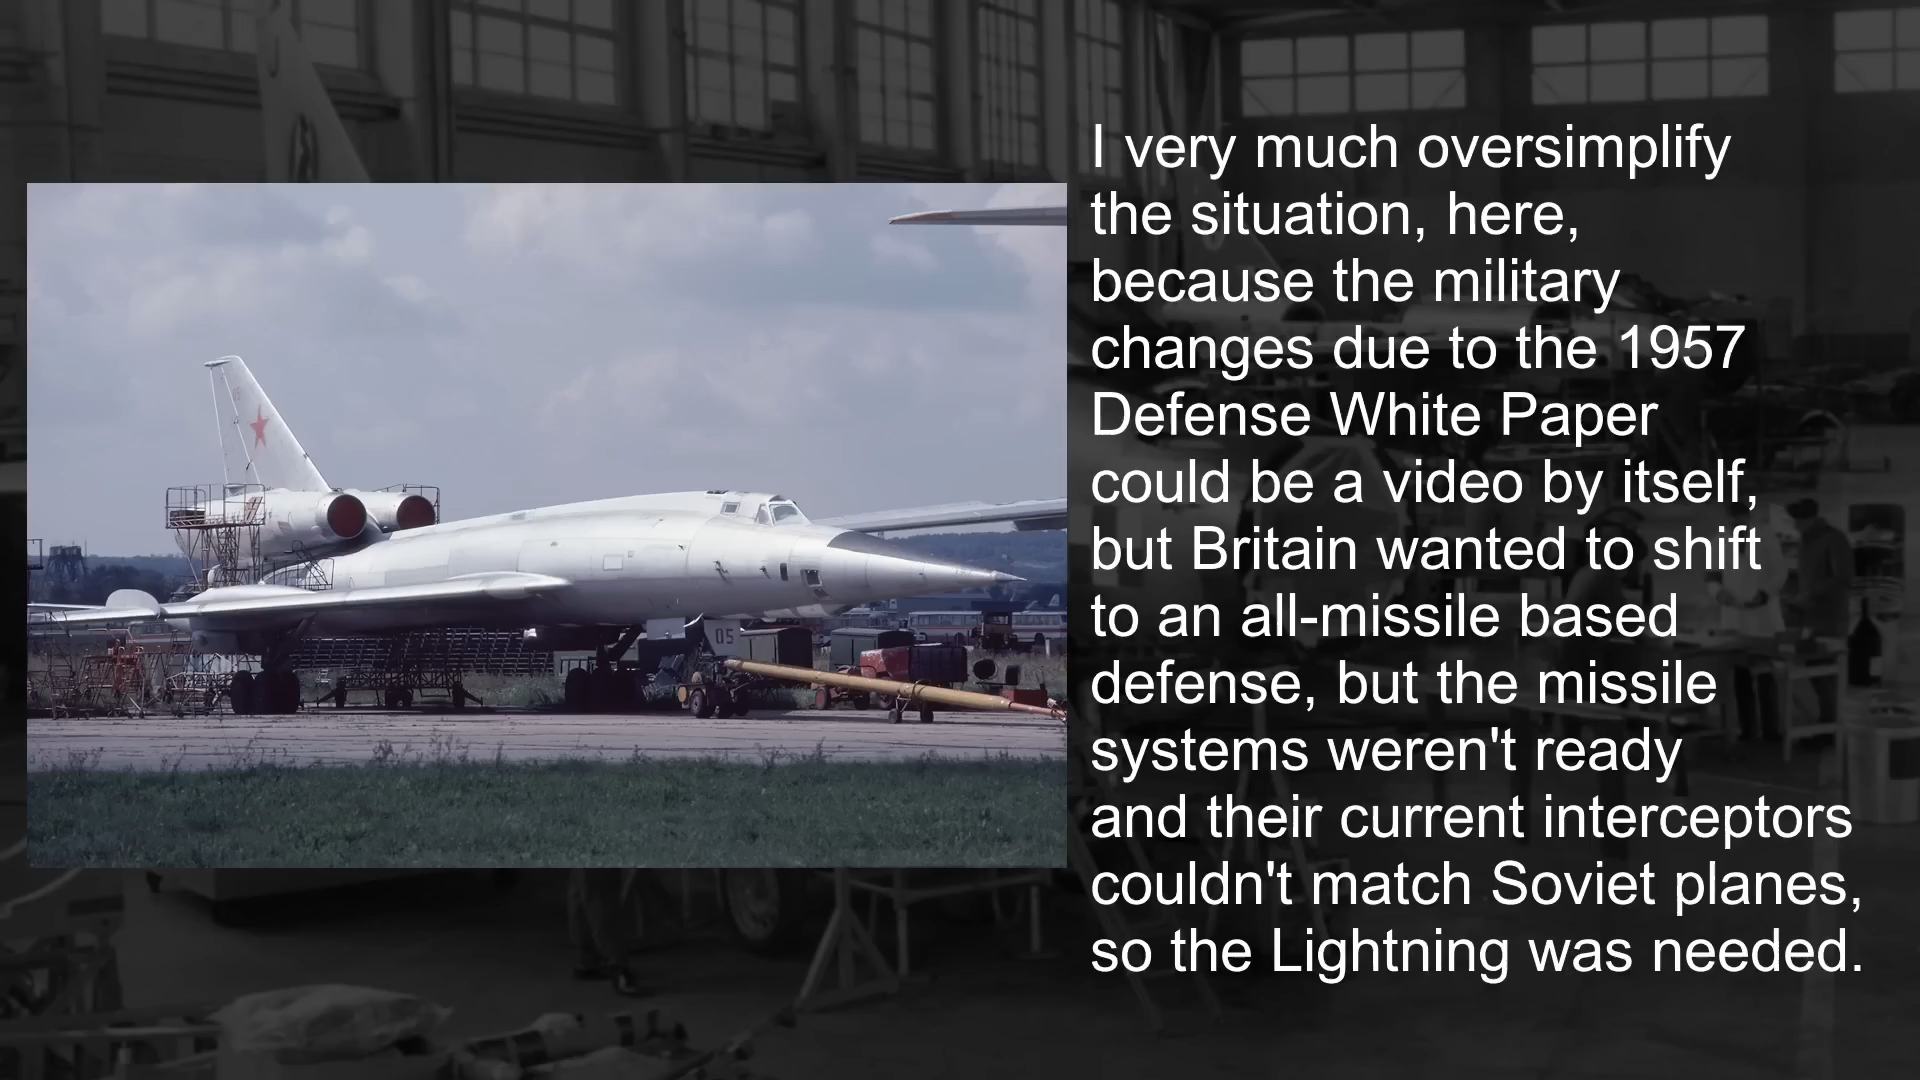 I very much oversimplify
the situation, here,
because the military
changes due to the 1957
Defense White Paper
could be a video by itself,
but Britain wanted to shift
to an all-missile based
defense, but the missile
systems weren't ready
and their current interceptors
couldn't match Soviet planes,
so the Lightning was needed.
05